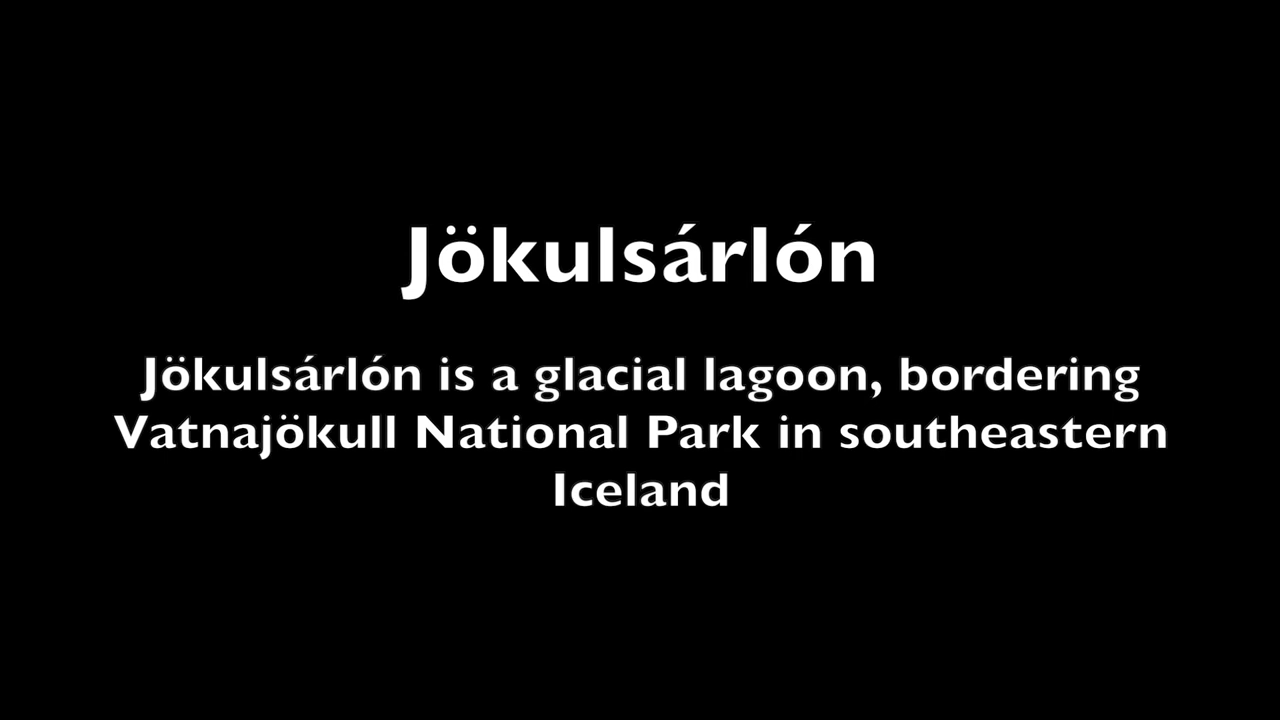 Jökulsárlón
Jökulsárlón is a glacial lagoon, bordering
Vatnajökull National Park in southeastern
Iceland